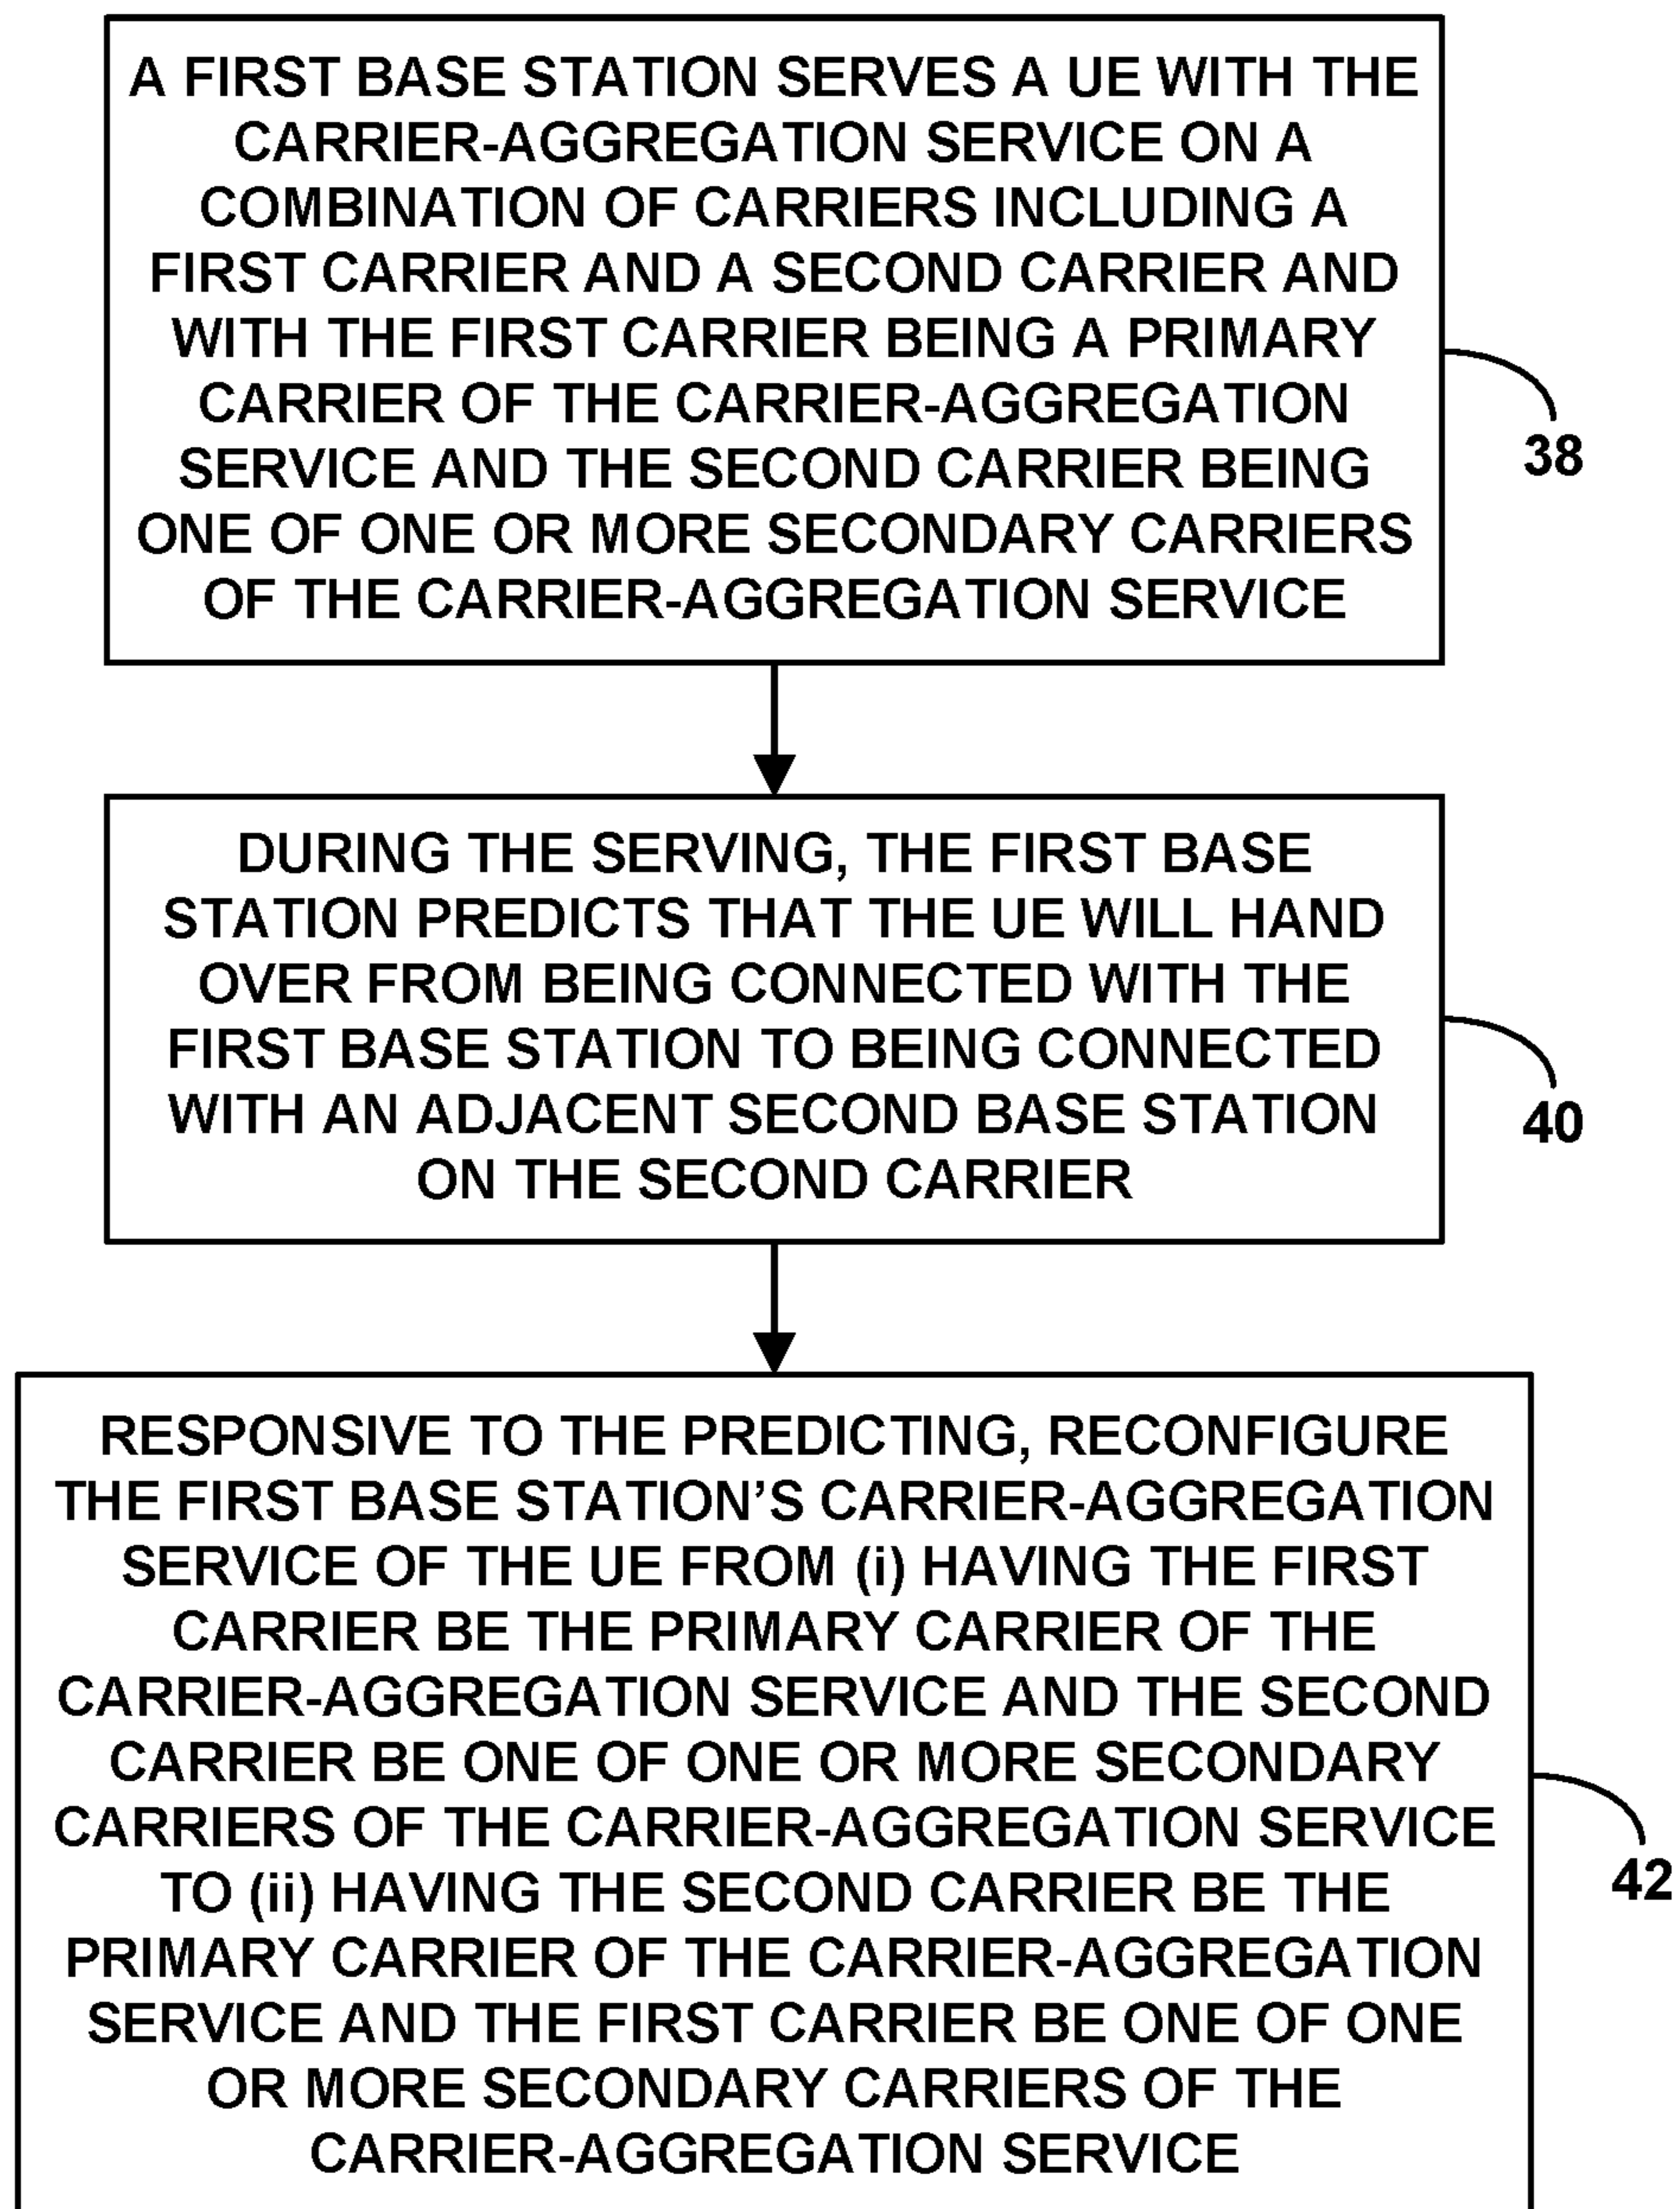 A FIRST BASE STATION SERVES A UE WITH THE
CARRIER-AGGREGATION SERVICE ON A
COMBINATION OF CARRIERS INCLUDING A
FIRST CARRIER AND A SECOND CARRIER AND
WITH THE FIRST CARRIER BEING A PRIMARY
CARRIER OF THE CARRIER-AGGREGATION
SERVICE AND THE SECOND CARRIER BEING
ONE OF ONE OR MORE SECONDARY CARRIERS
OF THE CARRIER-AGGREGATION SERVICE
38
DURING THE SERVING, THE FIRST BASE
STATION PREDICTS THAT THE UE WILL HAND
OVER FROM BEING CONNECTED WITH THE
FIRST BASE STATION TO BEING CONNECTED
WITH AN ADJACENT SECOND BASE STATION
ON THE SECOND CARRIER
40
RESPONSIVE TO THE PREDICTING, RECONFIGURE
THE FIRST BASE STATION’S CARRIER-AGGREGATION
SERVICE OF THE UE FROM (i) HAVING THE FIRST
CARRIER BE THE PRIMARY CARRIER OF THE
CARRIER-AGGREGATION SERVICE AND THE SECOND
CARRIER BE ONE OF ONE OR MORE SECONDARY
CARRIERS OF THE CARRIER-AGGREGATION SERVICE
TO (ii) HAVING THE SECOND CARRIER BE THE
PRIMARY CARRIER OF THE CARRIER-AGGREGATION
SERVICE AND THE FIRST CARRIER BE ONE OF ONE
OR MORE SECONDARY CARRIERS OF THE
CARRIER-AGGREGATION SERVICE
42